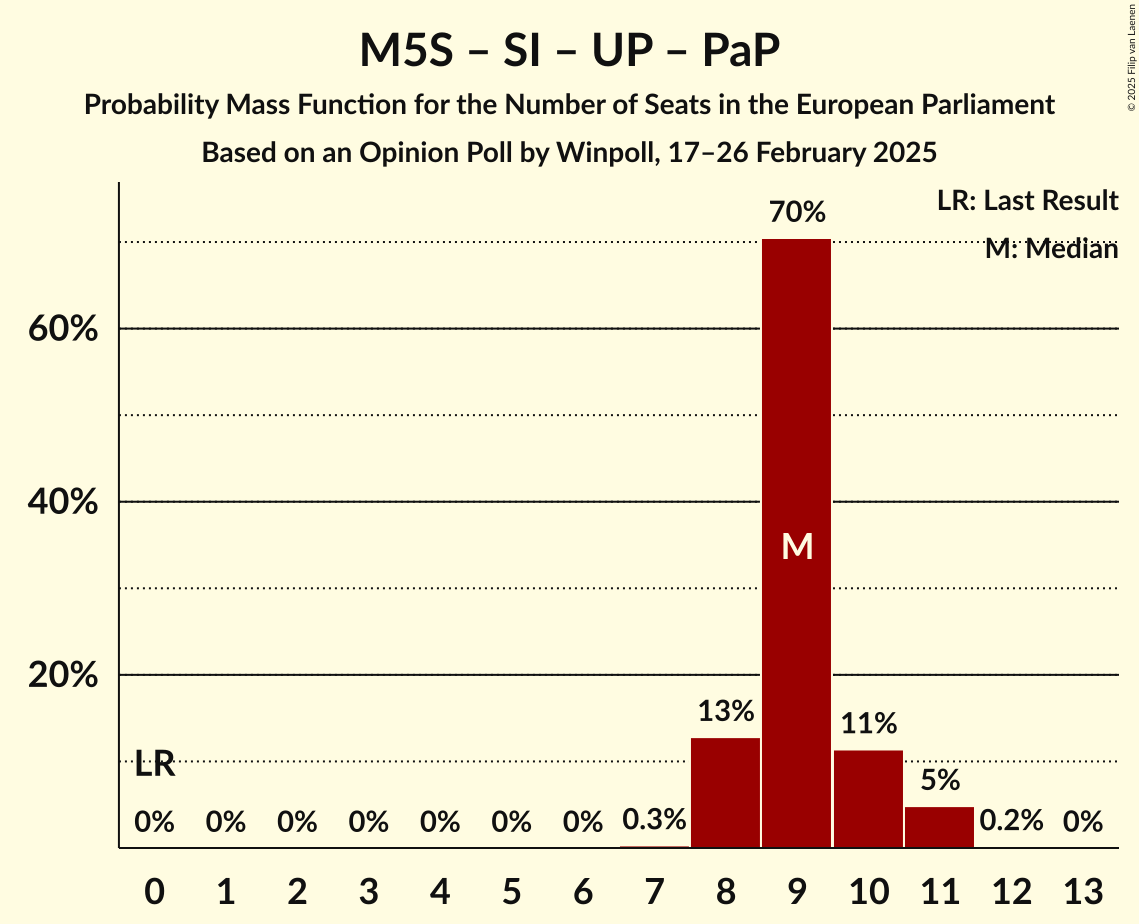 M5S – SI – UP – PaP
Probability Mass Function for the Number of Seats in the European Parliament
Based on an Opinion Poll by Winpoll, 17–26 February 2025
© 2025 Filip van Laenen
LR: Last Result
M: Median
70%
60%
40%
M
20%
13%
11%
LR
5%
0% 0% 0% 0% 0% 0% 0% 0.3% 0.2% 0%
0 1 2 3 4 5 6 7 8 9 10 11 12 13